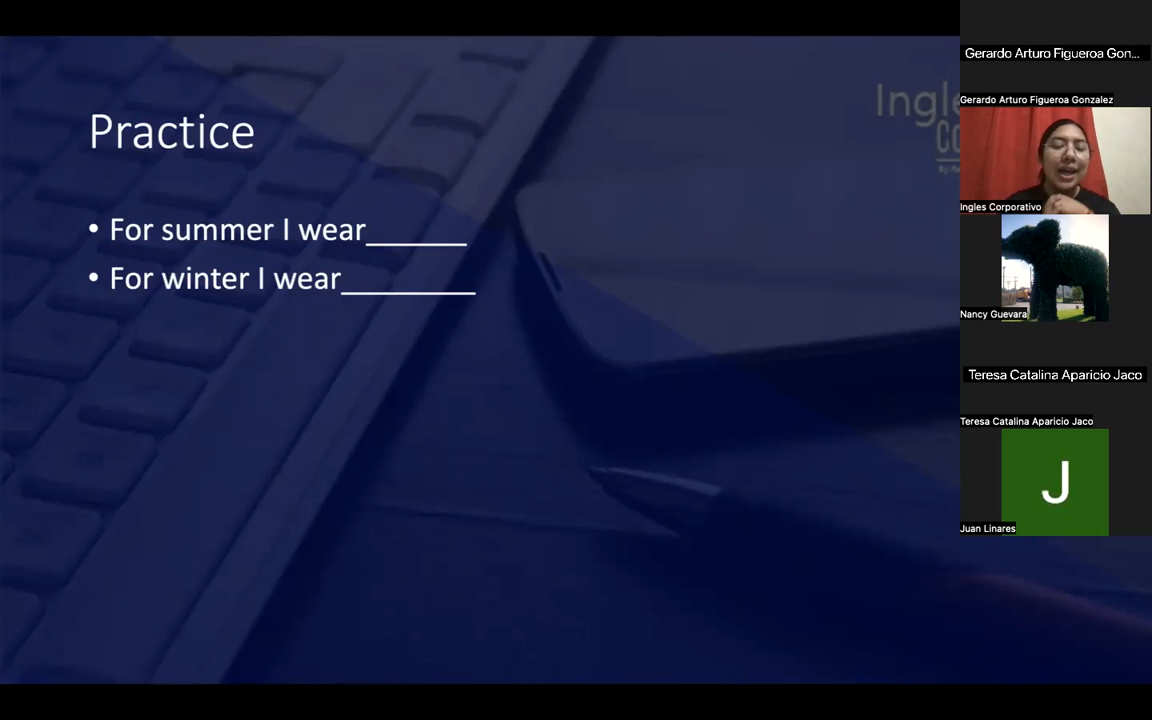 Practice
• For summer I wear______
• For winter I wear_________
Gerardo Arturo Figueroa Gon...
Gerardo Arturo Figueroa Gonzalez
Ingles Corporativo
Nancy Guevara
Teresa Catalina Aparicio Jaco
Teresa Catalina Aparicio Jaco
J
Juan Linares